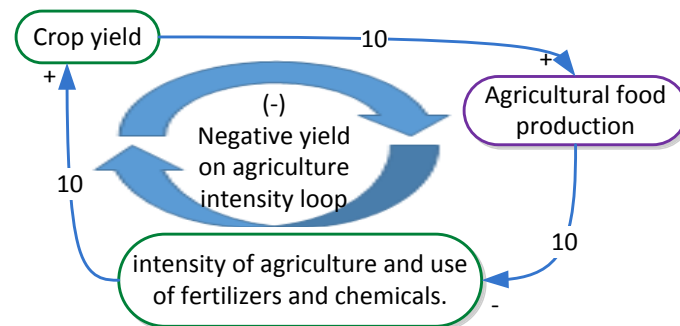 Crop yield
10
+
+
Agricultural food
production
(-)
Negative yield
on agriculture
intensity loop
10
10
intensity of agriculture and use
of fertilizers and chemicals.
-